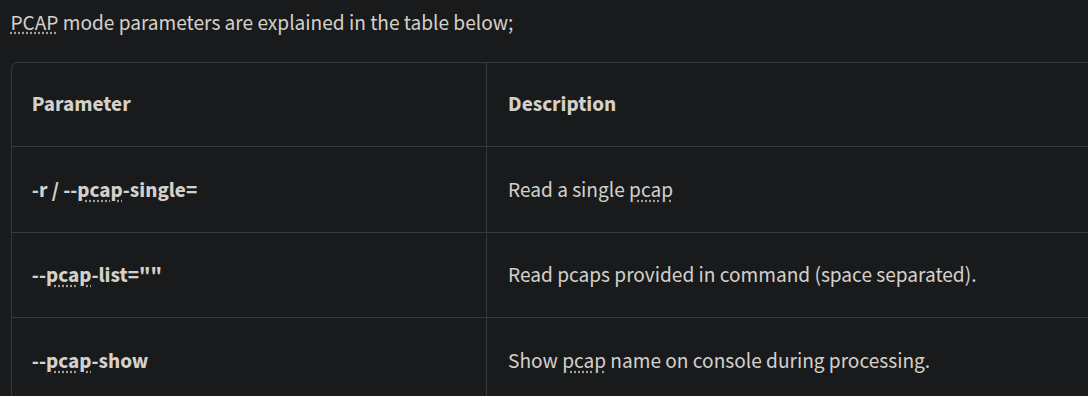 PCAP mode parameters are explained in the table below;
Parameter
Description
-r / --pcap-single=
Read a single pcap
--pcap-list=""
Read pcaps provided in command (space separated).
--pcap-show
Show pcap name on console during processing.